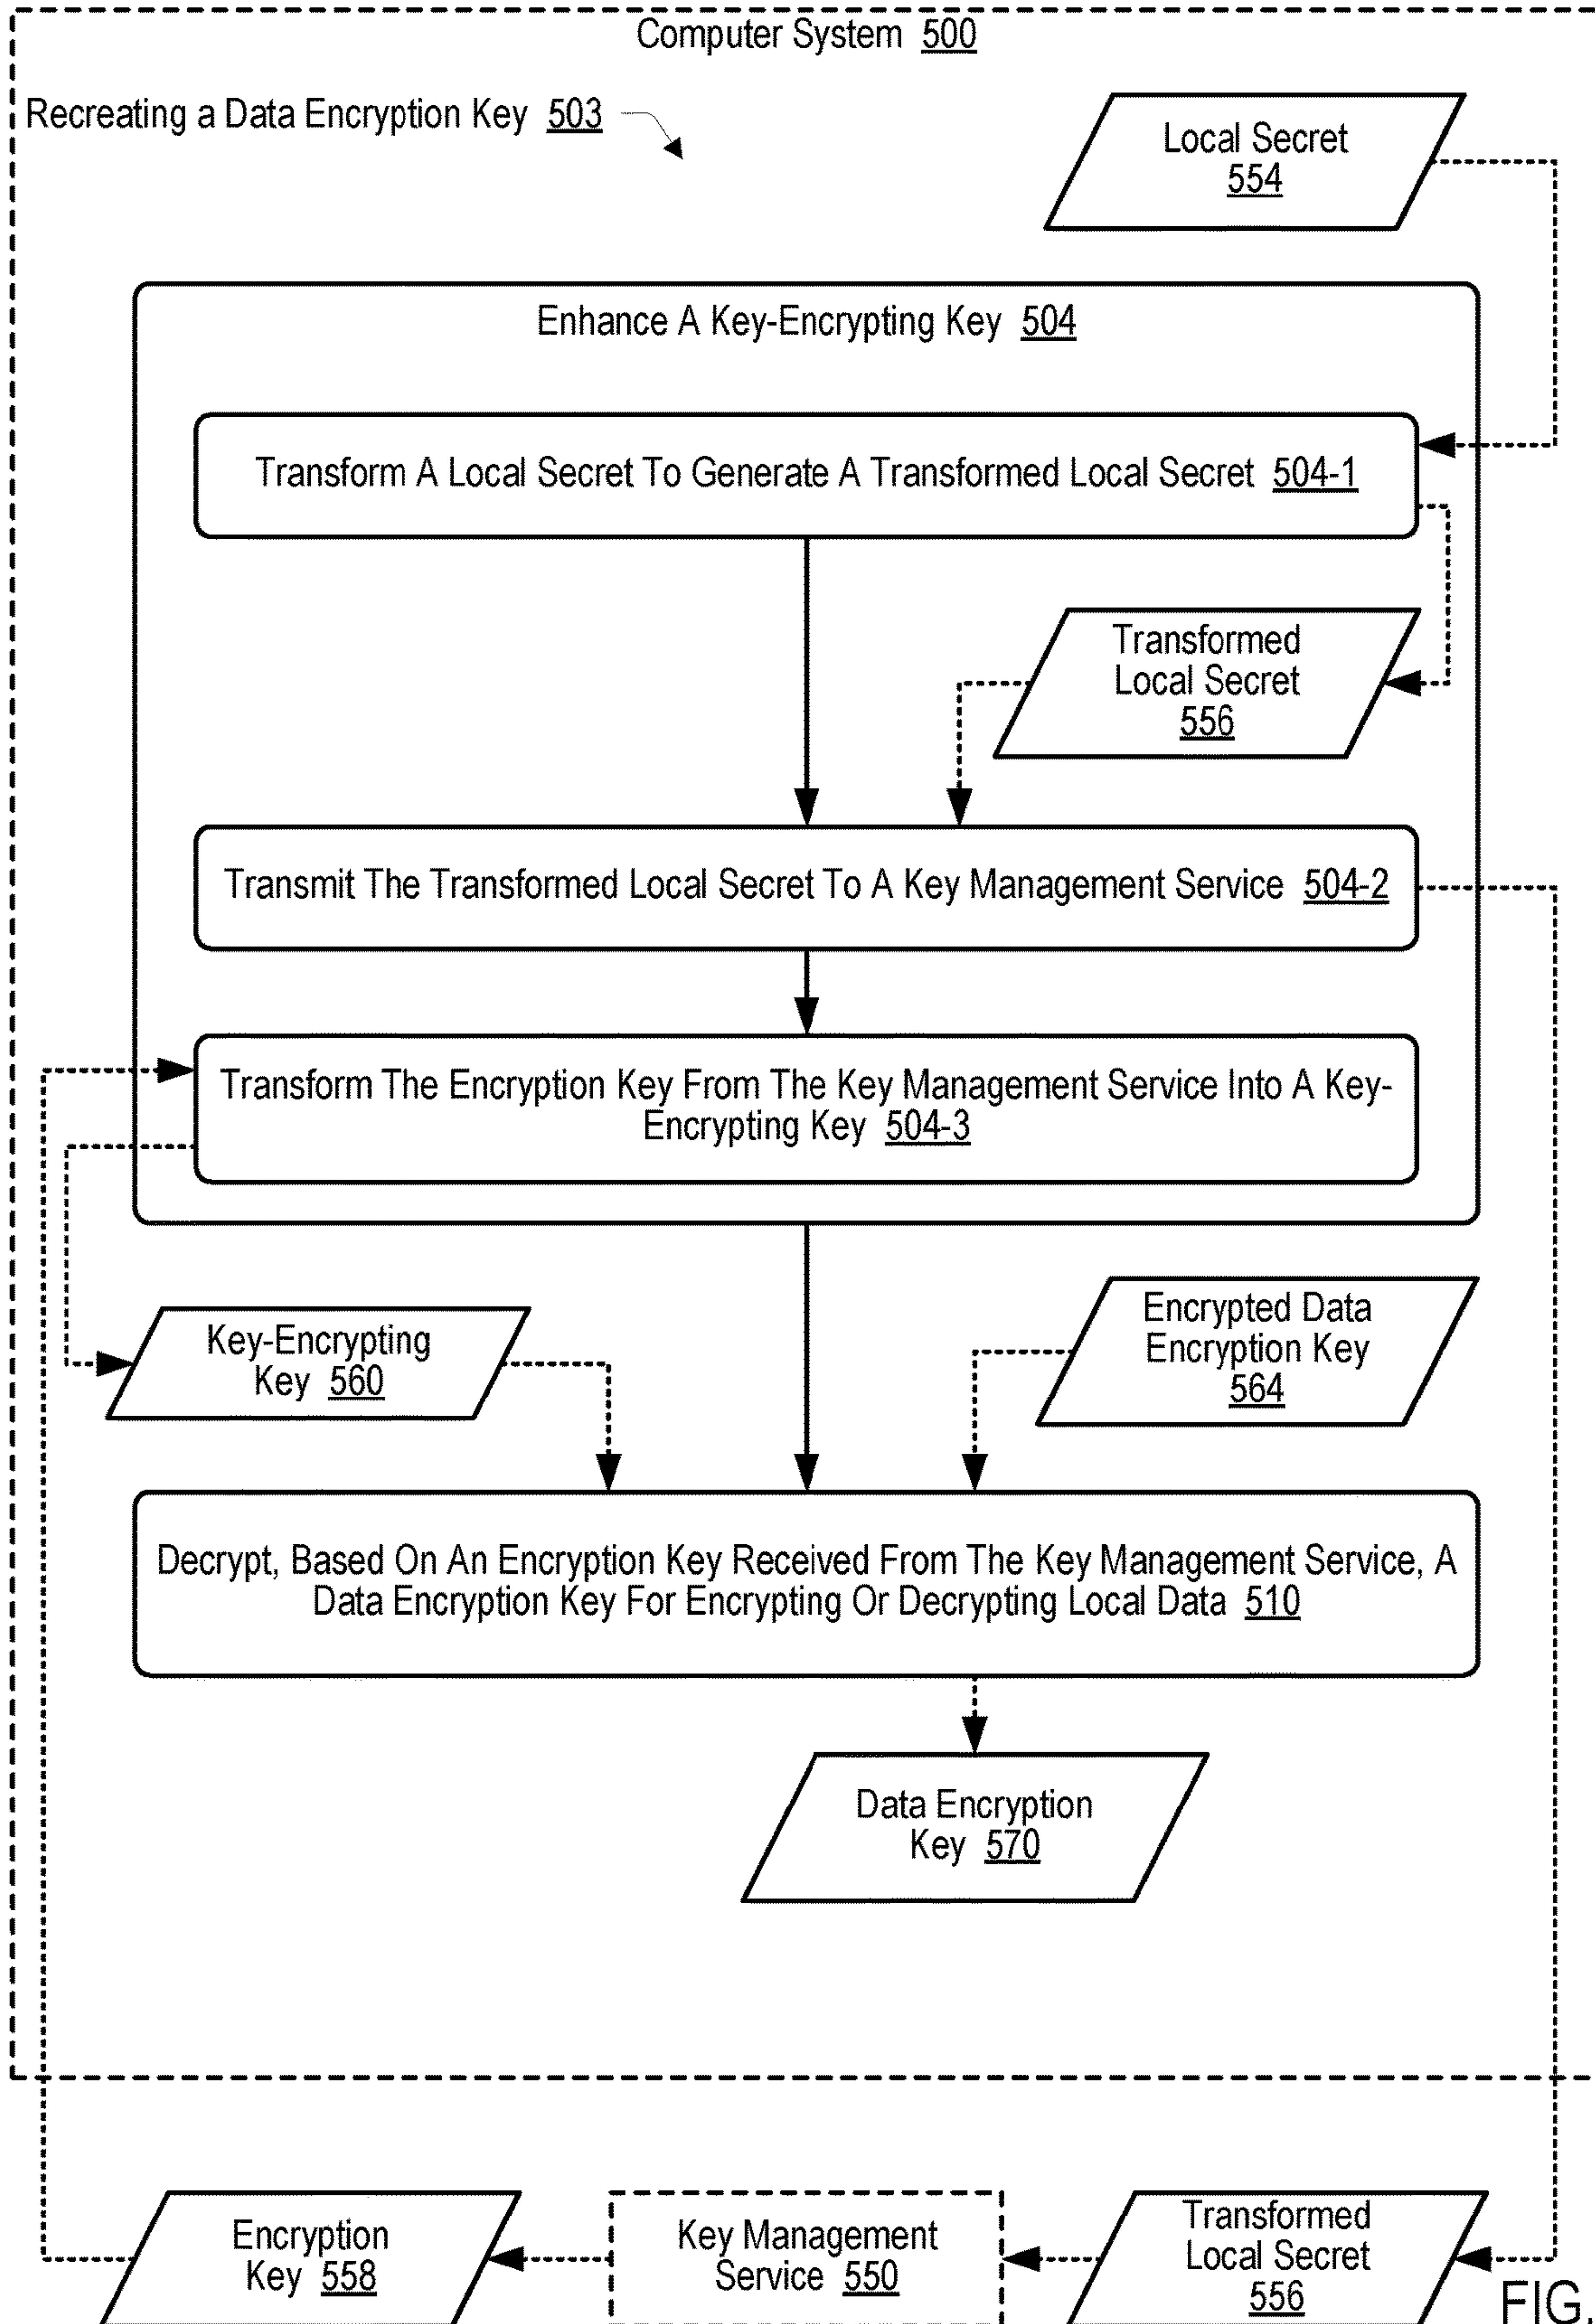 Computer System 500
Recreating a Data Encryption Key 503
Local Secret
554
Enhance A Key-Encrypting Key 504
Transform A Local Secret To Generate A Transformed Local Secret 504-1
Transformed
Local Secret
556
Transmit The Transformed Local Secret To A Key Management Service 504-2
Transform The Encryption Key From The Key Management Service Into A Key-
Encrypting Key 504-3
Key-Encrypting
Key 560
Encrypted Data
Encryption Key
564
Decrypt, Based On An Encryption Key Received From The Key Management Service, A
Data Encryption Key For Encrypting Or Decrypting Local Data 510
Data Encryption
Key 570
Encryption
Key 558
Key Management
Service 550
Transformed
Local Secret
556
FIG.